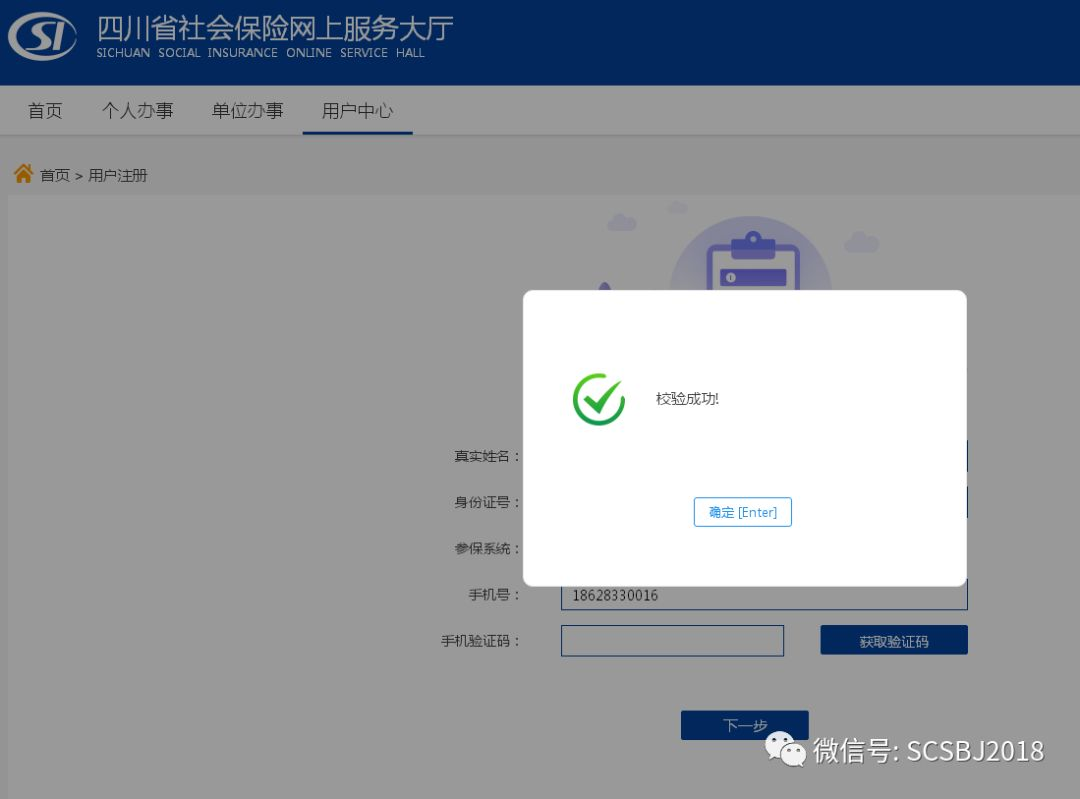 SI
四川省社会保险网上服务大厅
SICHUAN SOCIAL INSURANCE ONLINE SERVICE HALL
首页 个人办事 单位办事 用户中心
首页 > 用户注册
校验成功!
真实姓名：
身份证号：
确定 [Enter]
参保系统：
手机号： 18628330016
手机验证码： 获取验证码
下一步
微信号: SCSBJ2018